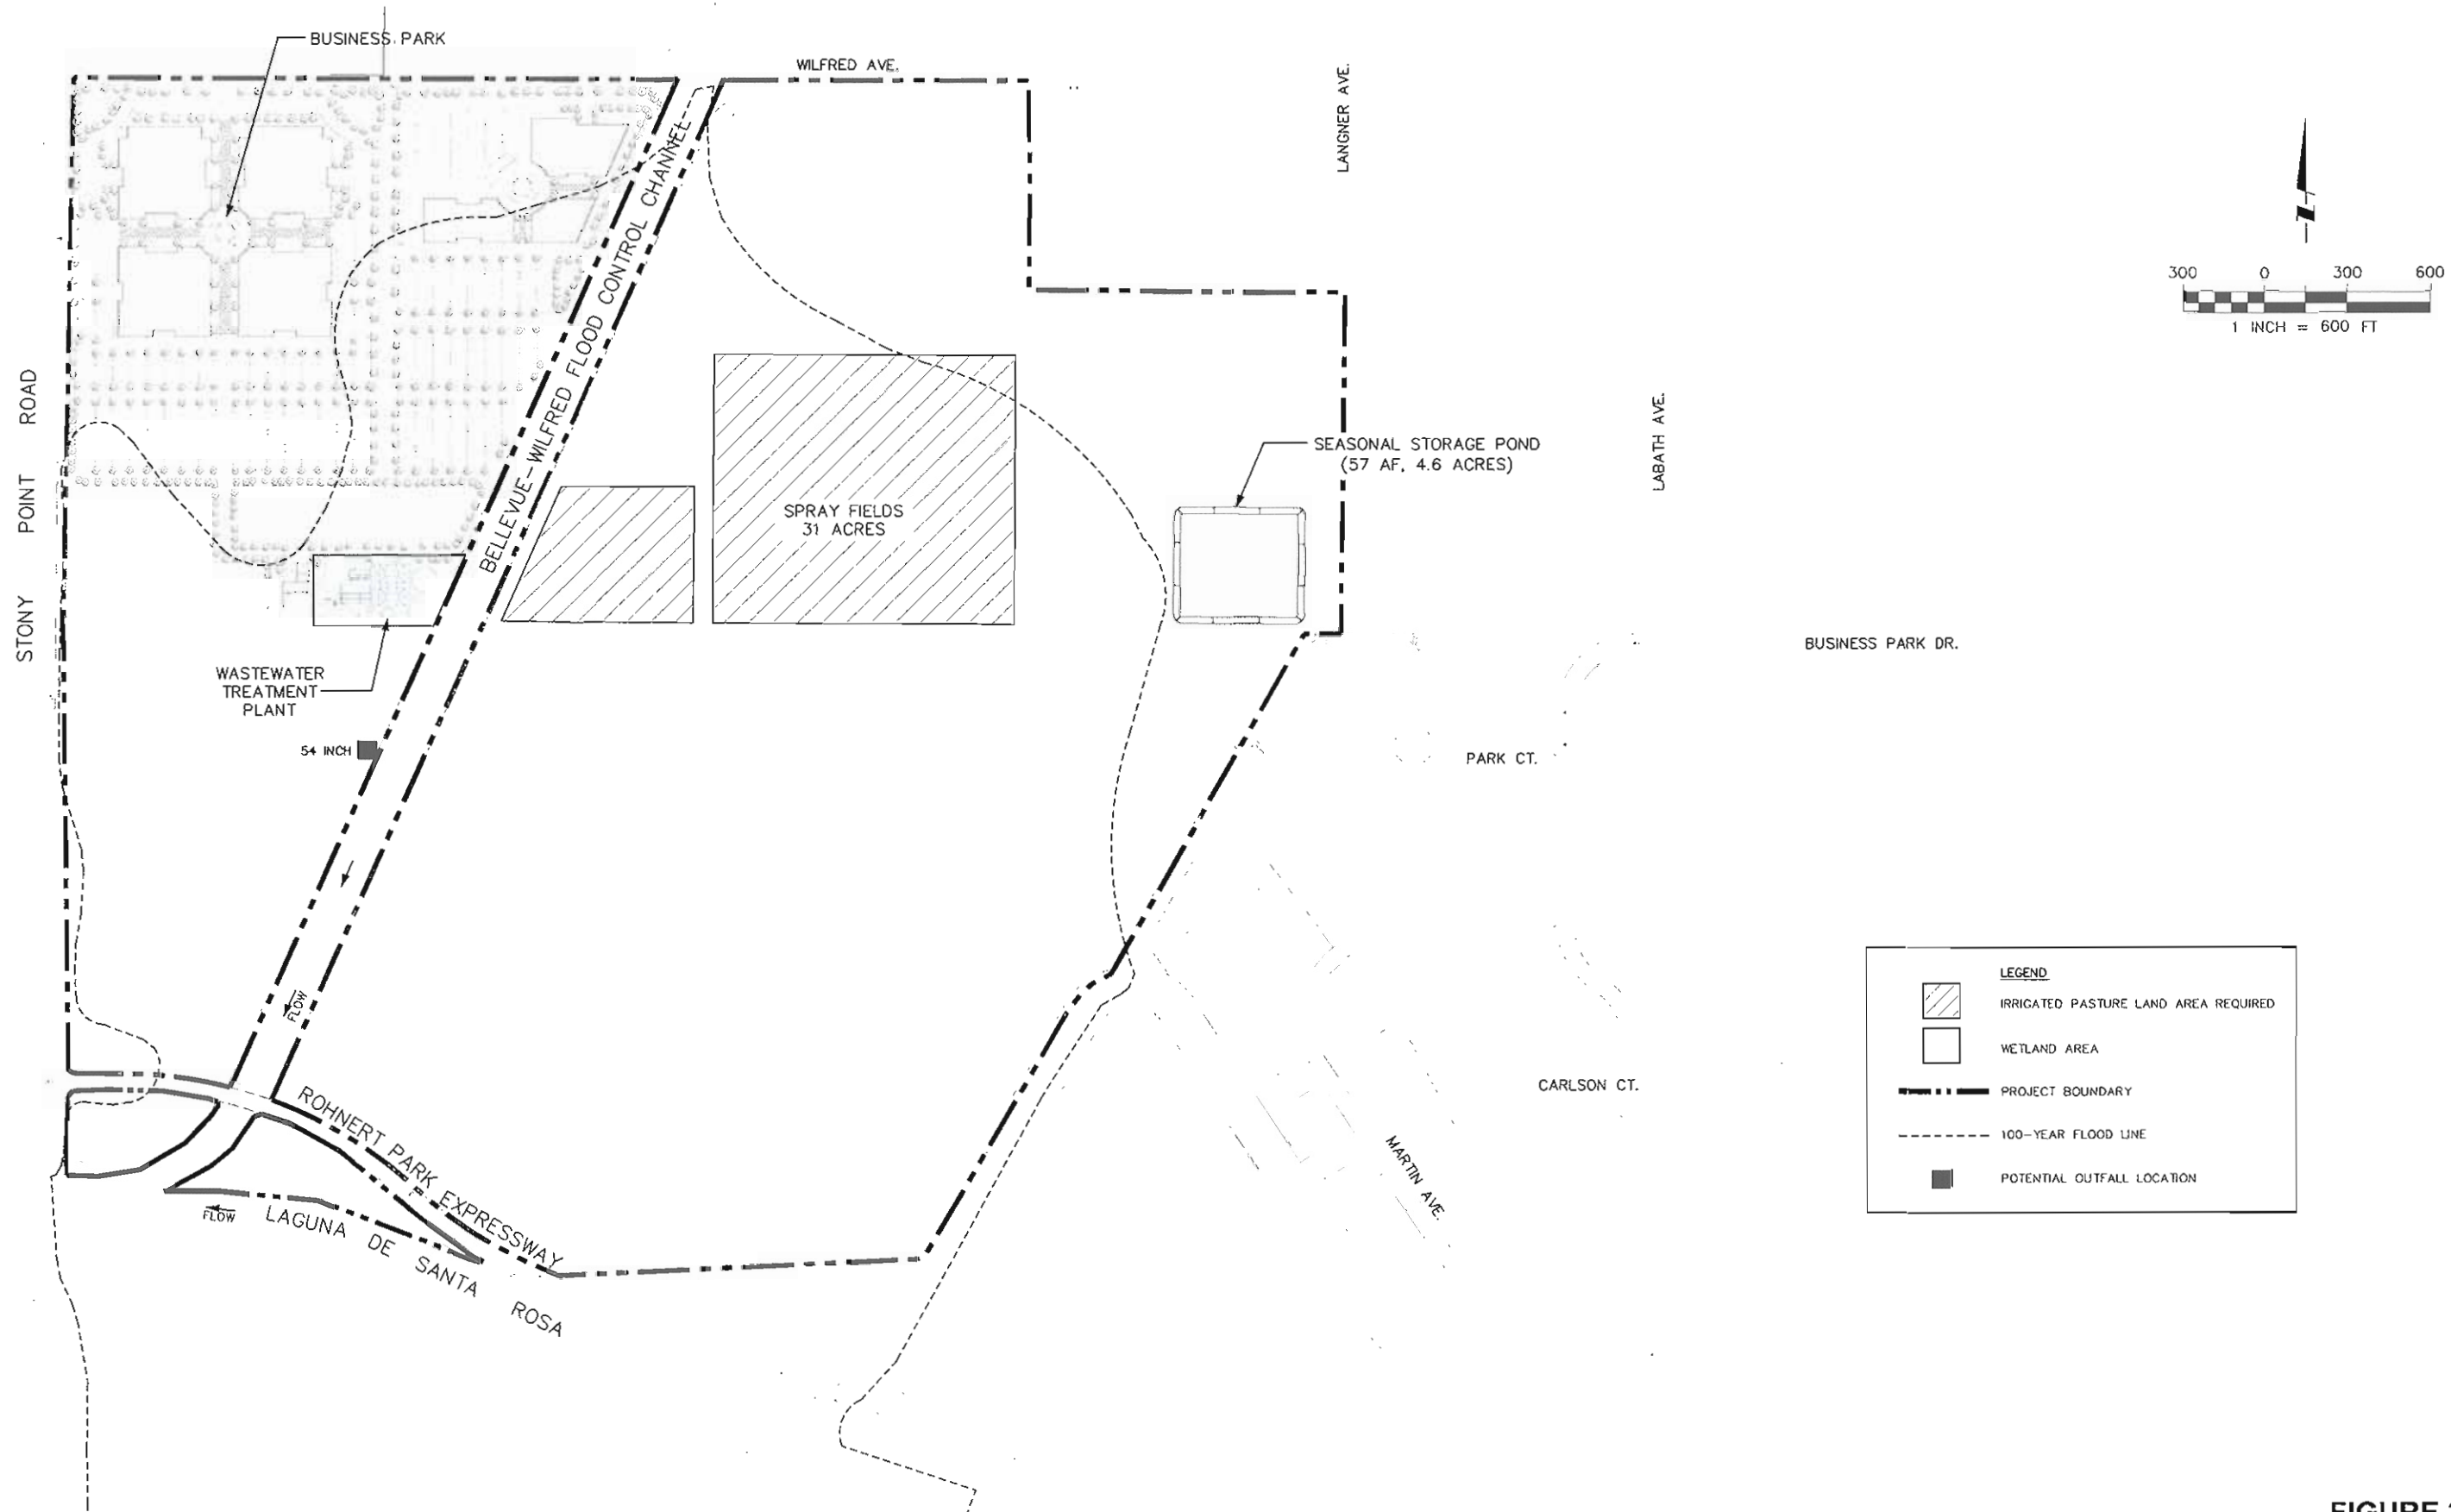 BUSINESS PARK
WILFRED AVE.
LANGNER AVE.
300 0 300 600
1 INCH = 600 FT
STONY POINT ROAD
BELLEVUE-WILFRED FLOOD CONTROL CHANNEL
LABATH AVE.
SEASONAL STORAGE POND
(57 AF, 4.6 ACRES)
SPRAY FIELDS
31 ACRES
BUSINESS PARK DR.
WASTEWATER
TREATMENT
PLANT
54 INCH
PARK CT.
FLOW
CARLSON CT.
MARTIN AVE.
ROHNERT PARK EXPRESSWAY
FLOW
LAGUNA DE SANTA ROSA
LEGEND
IRRIGATED PASTURE LAND AREA REQUIRED
WETLAND AREA
PROJECT BOUNDARY
100-YEAR FLOOD LINE
POTENTIAL OUTFALL LOCATION
FIGURE